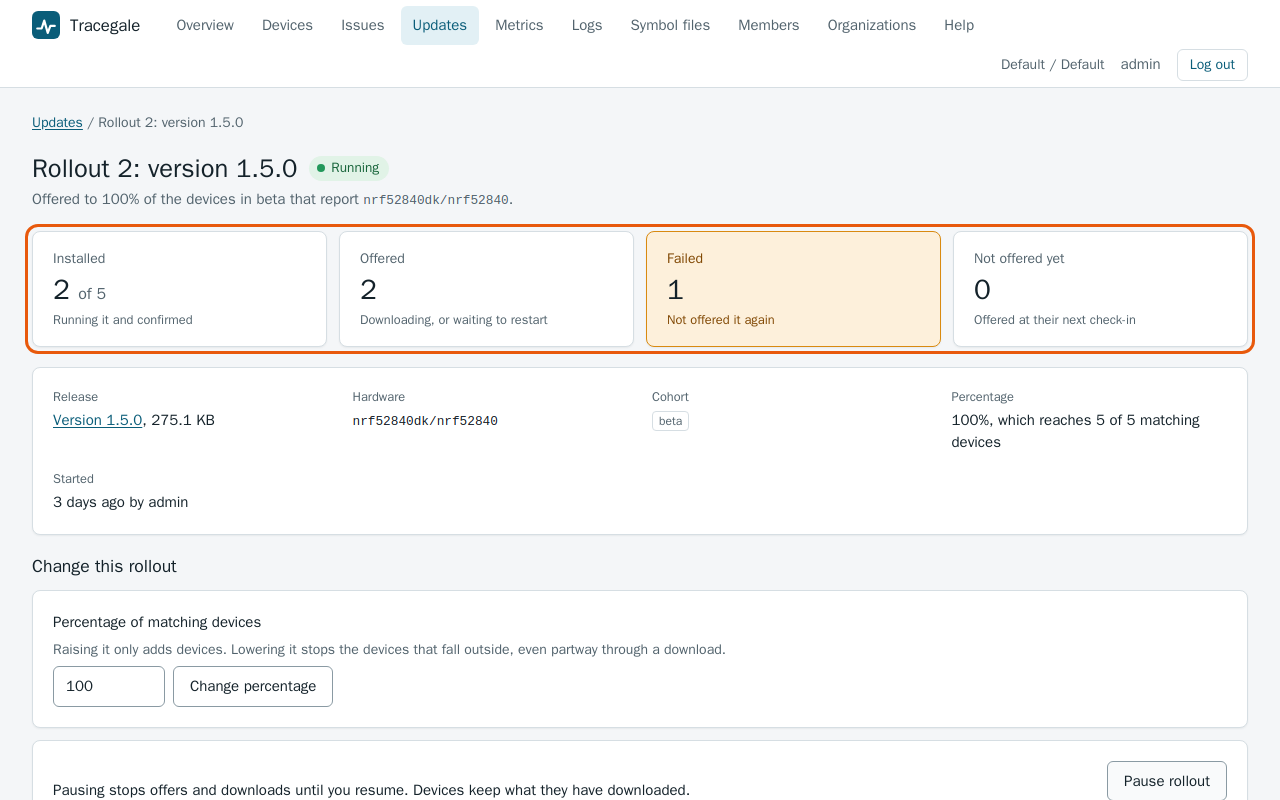 Tracegale
Overview
Devices
Issues
Updates
Metrics
Logs
Symbol files
Members
Organizations
Help
Default / Default
admin
Log out
Updates / Rollout 2: version 1.5.0
Rollout 2: version 1.5.0
Running
Offered to 100% of the devices in beta that report nrf52840dk/nrf52840.
Installed
2 of 5
Running it and confirmed
Offered
2
Downloading, or waiting to restart
Failed
1
Not offered it again
Not offered yet
0
Offered at their next check-in
Release
Version 1.5.0, 275.1 KB
Hardware
nrf52840dk/nrf52840
Cohort
beta
Percentage
100%, which reaches 5 of 5 matching
devices
Started
3 days ago by admin
Change this rollout
Percentage of matching devices
Raising it only adds devices. Lowering it stops the devices that fall outside, even partway through a download.
100
Change percentage
Pausing stops offers and downloads until you resume. Devices keep what they have downloaded.
Pause rollout